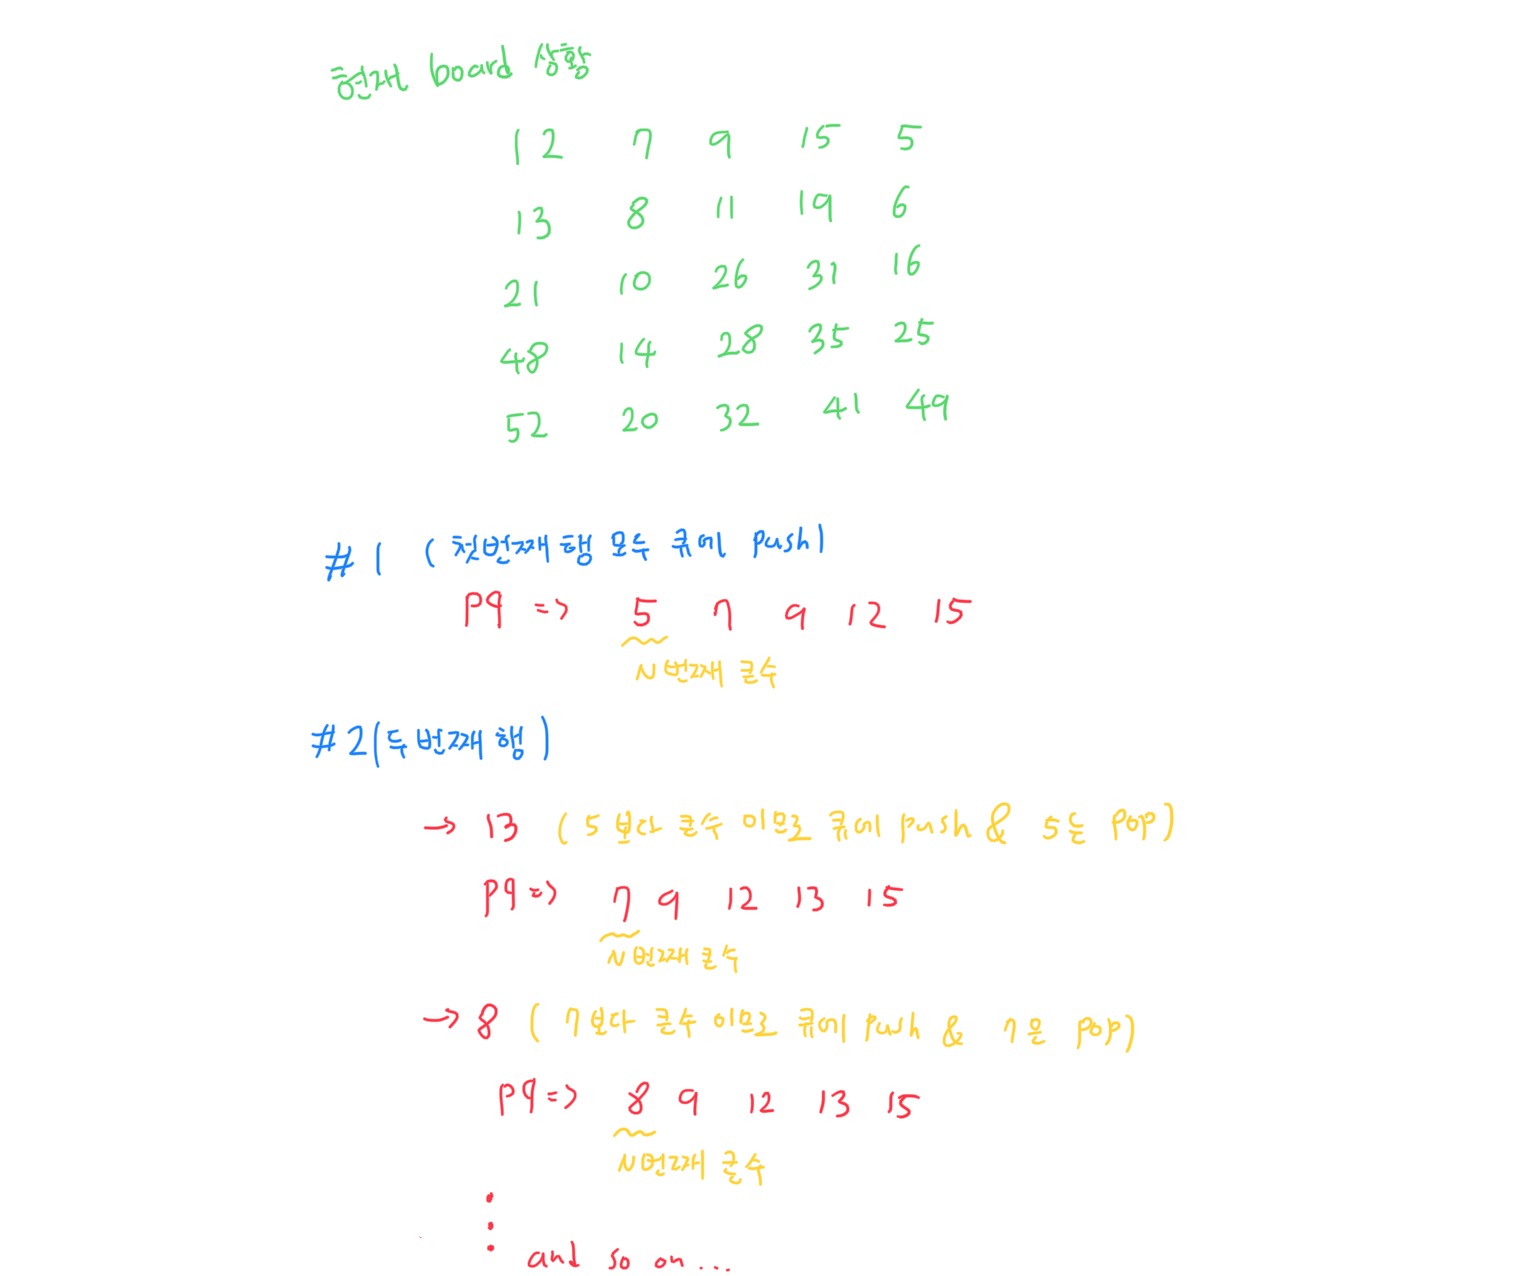 현재 board 상황
12 7 9 15 5
13 8 11 19 6
21 10 26 31 16
48 14 28 35 25
52 20 32 41 49
#1 (첫번째 행 모두 큐에 push)
pq => 5 7 9 12 15
N번째 큰수
#2(두번째 행)
→ 13 (5보다 큰수 이므로 큐에 push & 5는 pop)
pq => 7 9 12 13 15
N번째 큰수
→ 8 (7보다 큰수 이므로 큐에 push & 7은 pop)
pq => 8 9 12 13 15
N번째 큰수
and so on...